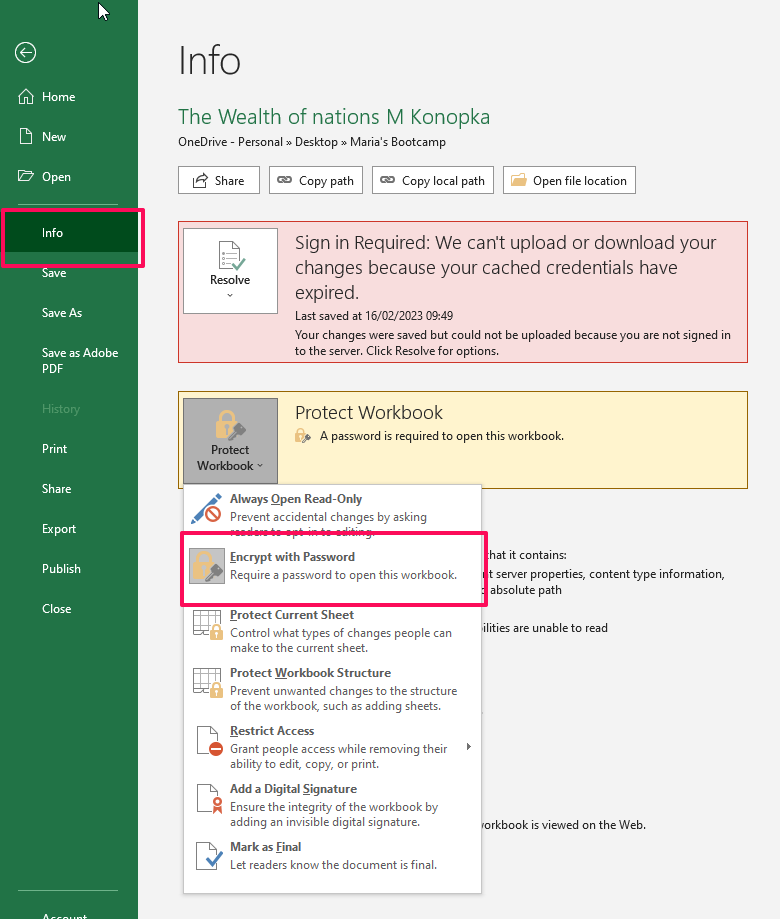 Info
The Wealth of nations M Konopka
OneDrive - Personal » Desktop » Maria's Bootcamp
Home
New
Open
Info
Save
Save As
Save as Adobe
PDF
History
Print
Share
Export
Publish
Close
Account
Share
Copy path
Copy local path
Open file location
Resolve
Sign in Required: We can't upload or download your
changes because your cached credentials have
expired.
Last saved at 16/02/2023 09:49
Your changes were saved but could not be uploaded because you are not signed in
to the server. Click Resolve for options.
Protect
Workbook
Protect Workbook
A password is required to open this workbook.
Always Open Read-Only
Prevent accidental changes by asking
readers to opt-in to editing.
Encrypt with Password
Require a password to open this workbook.
Protect Current Sheet
Control what types of changes people can
make to the current sheet.
Protect Workbook Structure
Prevent unwanted changes to the structure
of the workbook, such as adding sheets.
Restrict Access
Grant people access while removing their
ability to edit, copy, or print.
Add a Digital Signature
Ensure the integrity of the workbook by
adding an invisible digital signature.
Mark as Final
Let readers know the document is final.
that it contains:
server properties, content type information,
absolute path
are unable to read
is viewed on the Web.